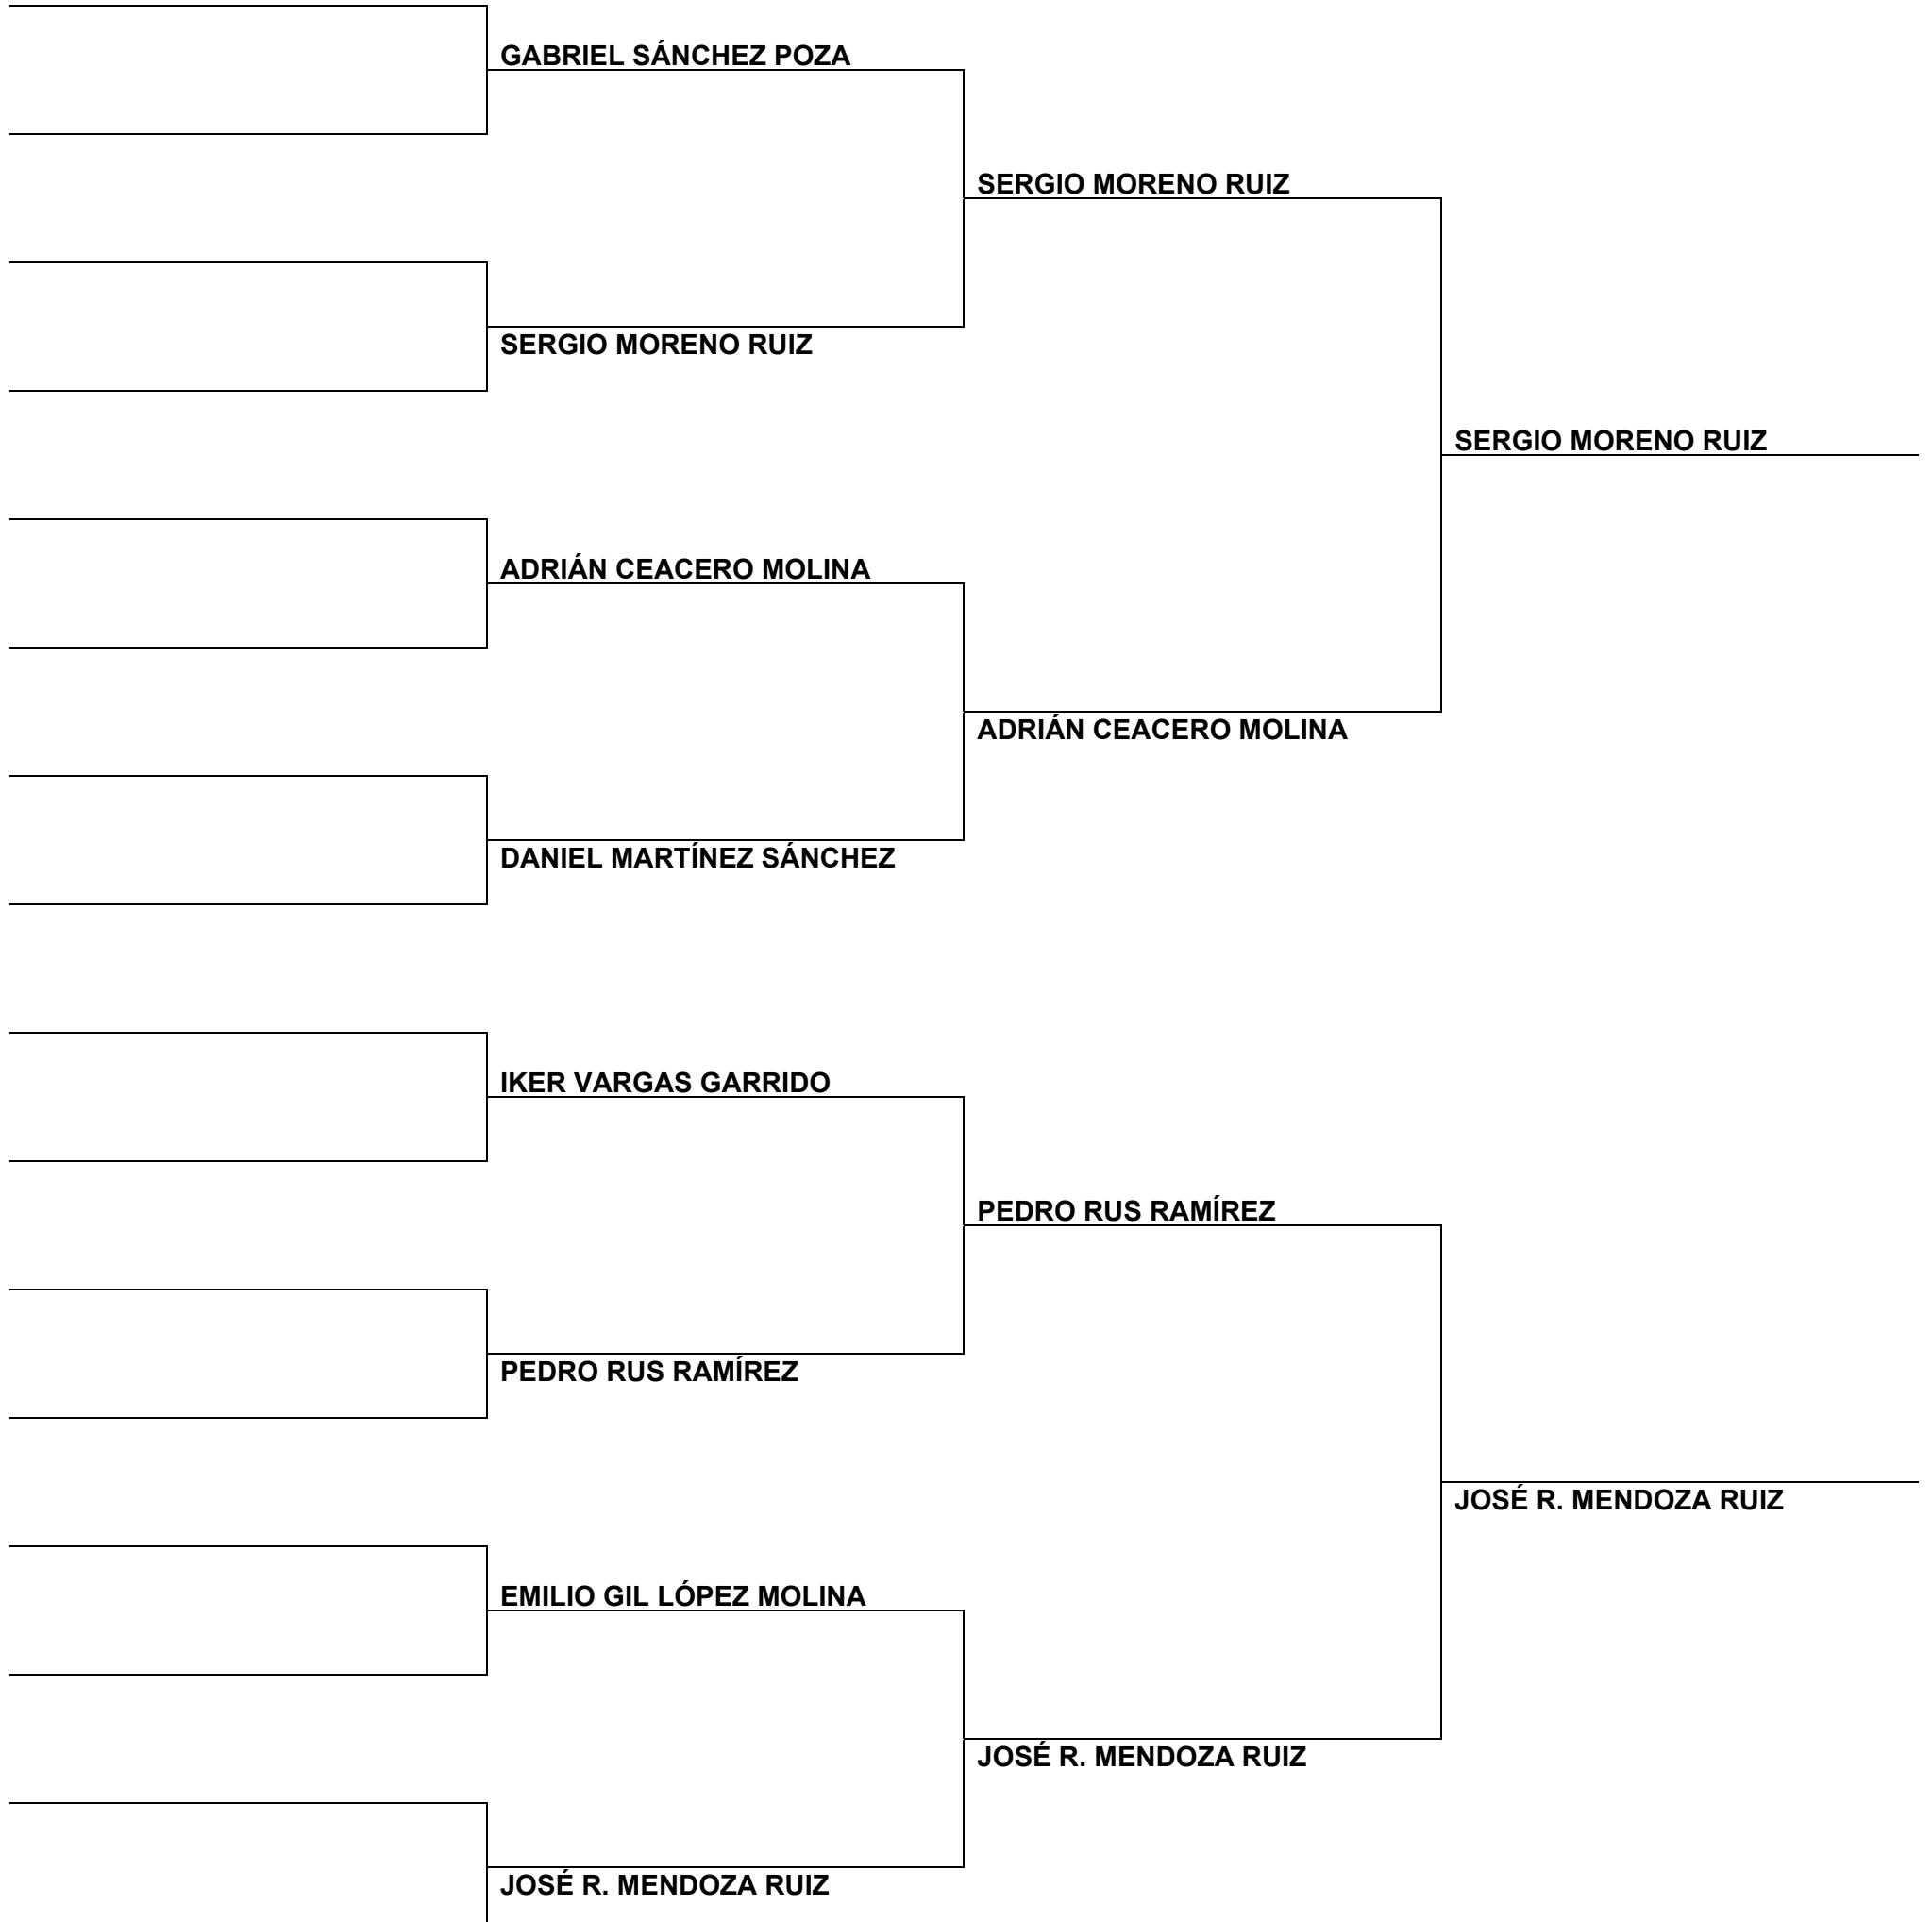 GABRIEL SÁNCHEZ POZA
SERGIO MORENO RUIZ
SERGIO MORENO RUIZ
SERGIO MORENO RUIZ
ADRIÁN CEACERO MOLINA
ADRIÁN CEACERO MOLINA
DANIEL MARTÍNEZ SÁNCHEZ
IKER VARGAS GARRIDO
PEDRO RUS RAMÍREZ
PEDRO RUS RAMÍREZ
JOSÉ R. MENDOZA RUIZ
EMILIO GIL LÓPEZ MOLINA
JOSÉ R. MENDOZA RUIZ
JOSÉ R. MENDOZA RUIZ